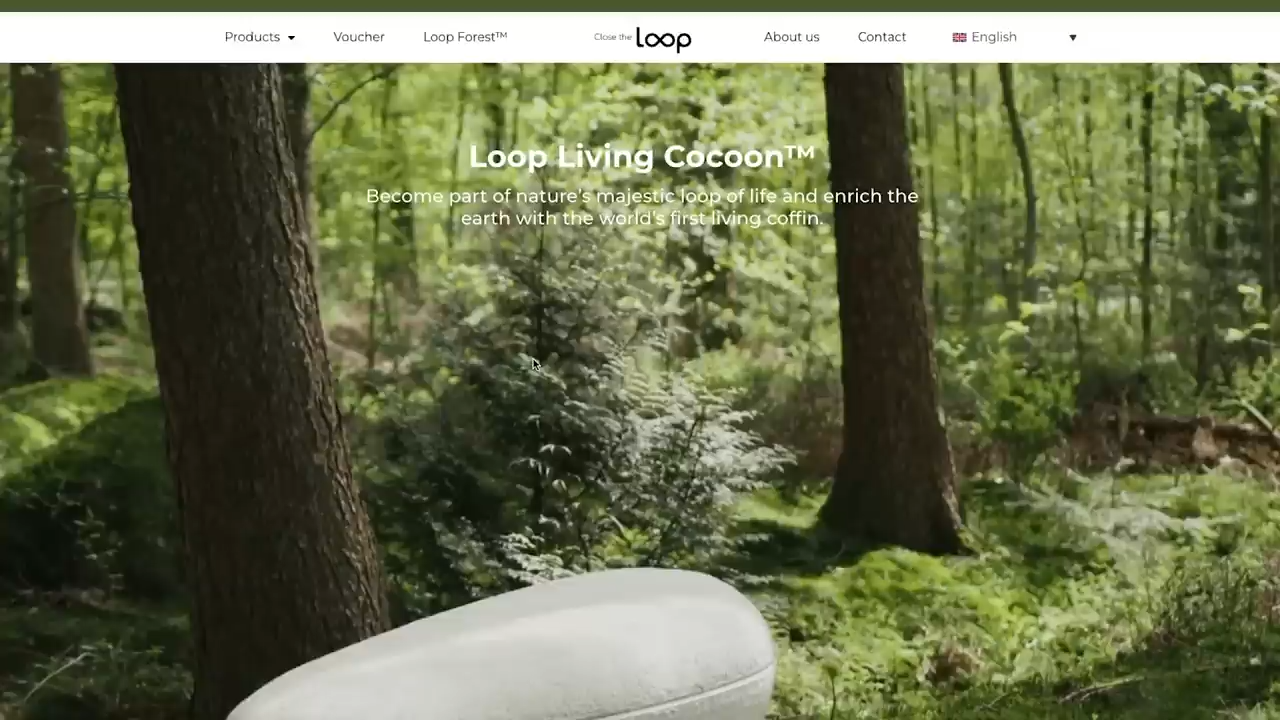 Products
Voucher
Loop Forest™
Close the loop
About us
Contact
English
Loop Living Cocoon™
Become part of nature's majestic loop of life and enrich the
earth with the world's first living coffin.